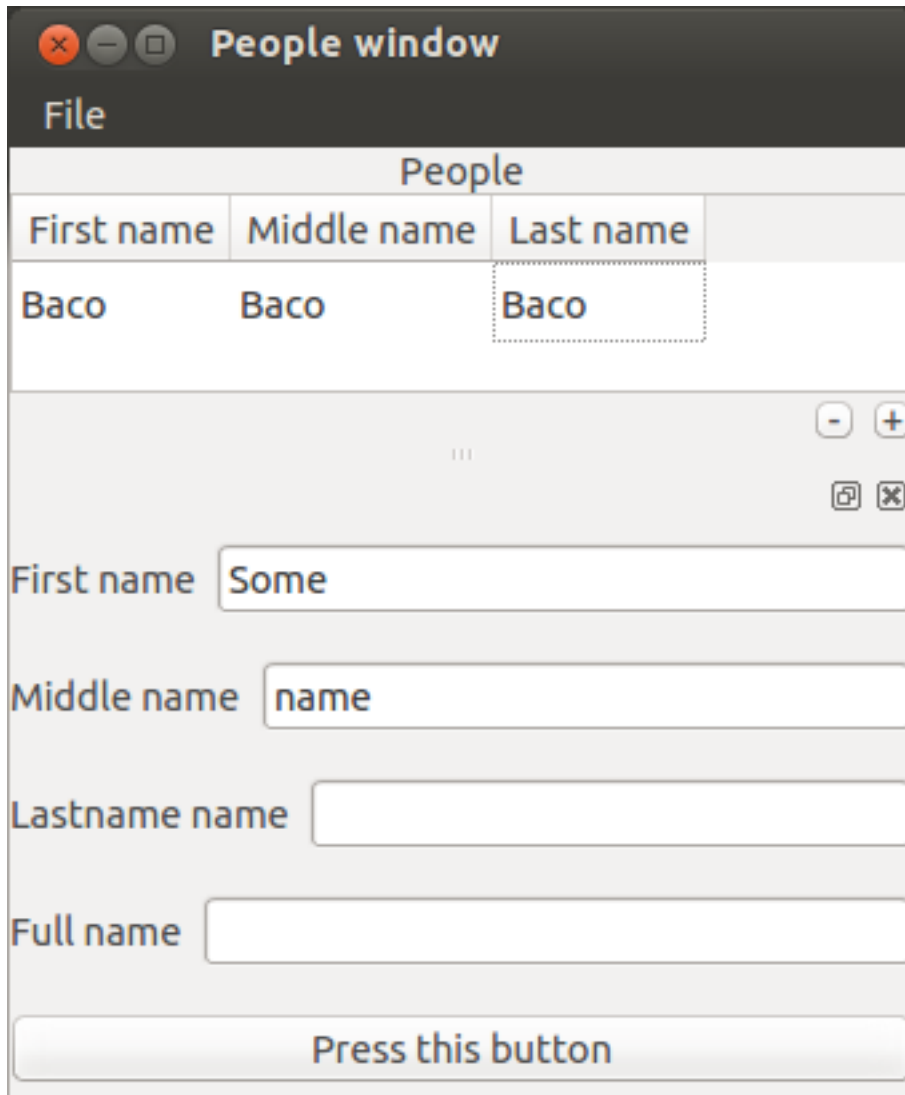 People window
File
People
First name Middle name Last name
Baco Baco Baco
- +
First name Some
Middle name name
Lastname name
Full name
Press this button